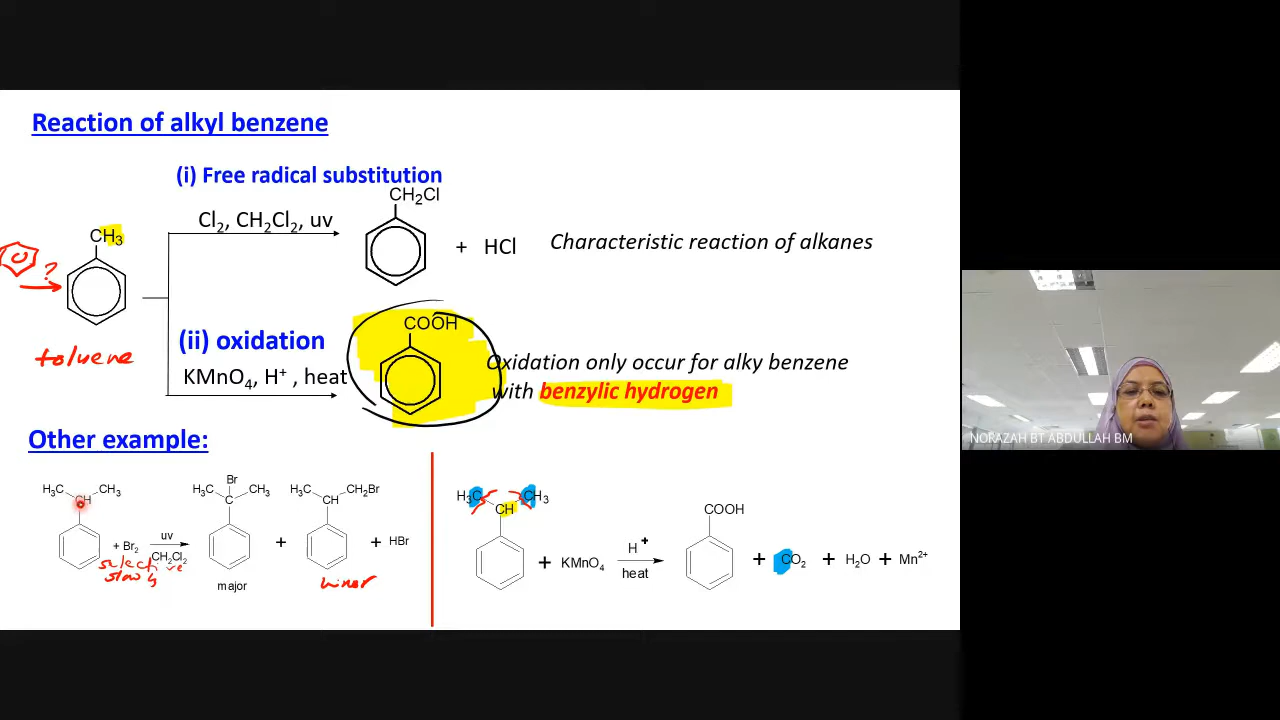 Reaction of alkyl benzene
(i) Free radical substitution
CH₂Cl
Cl₂, CH₂Cl₂, uv
CH₃
+ HCl
Characteristic reaction of alkanes
?
toluene
(ii) oxidation
KMnO₄, H⁺ , heat
COOH
Oxidation only occur for alky benzene
with benzylic hydrogen
Other example:
H₃C CH₃
CH
+ Br₂
uv
CH₂Cl₂
selective
slowly
Br
H₃C CH₃
C
major
+
H₃C CH₂Br
CH
minor
+ HBr
H₃C CH₃
CH
+ KMnO₄
H⁺
heat
COOH
+ CO₂ + H₂O + Mn²⁺
NORAZAH BT ABDULLAH BM